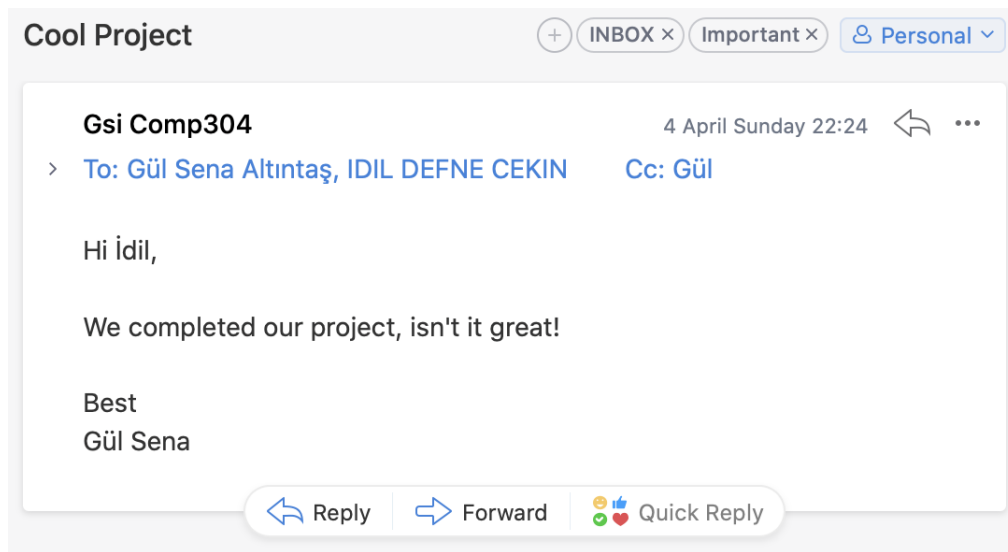 Cool Project
+ INBOX × Important × Personal
Gsi Comp304 4 April Sunday 22:24
To: Gül Sena Altıntaş, IDIL DEFNE CEKIN Cc: Gül
Hi İdil,
We completed our project, isn't it great!
Best
Gül Sena
Reply Forward Quick Reply